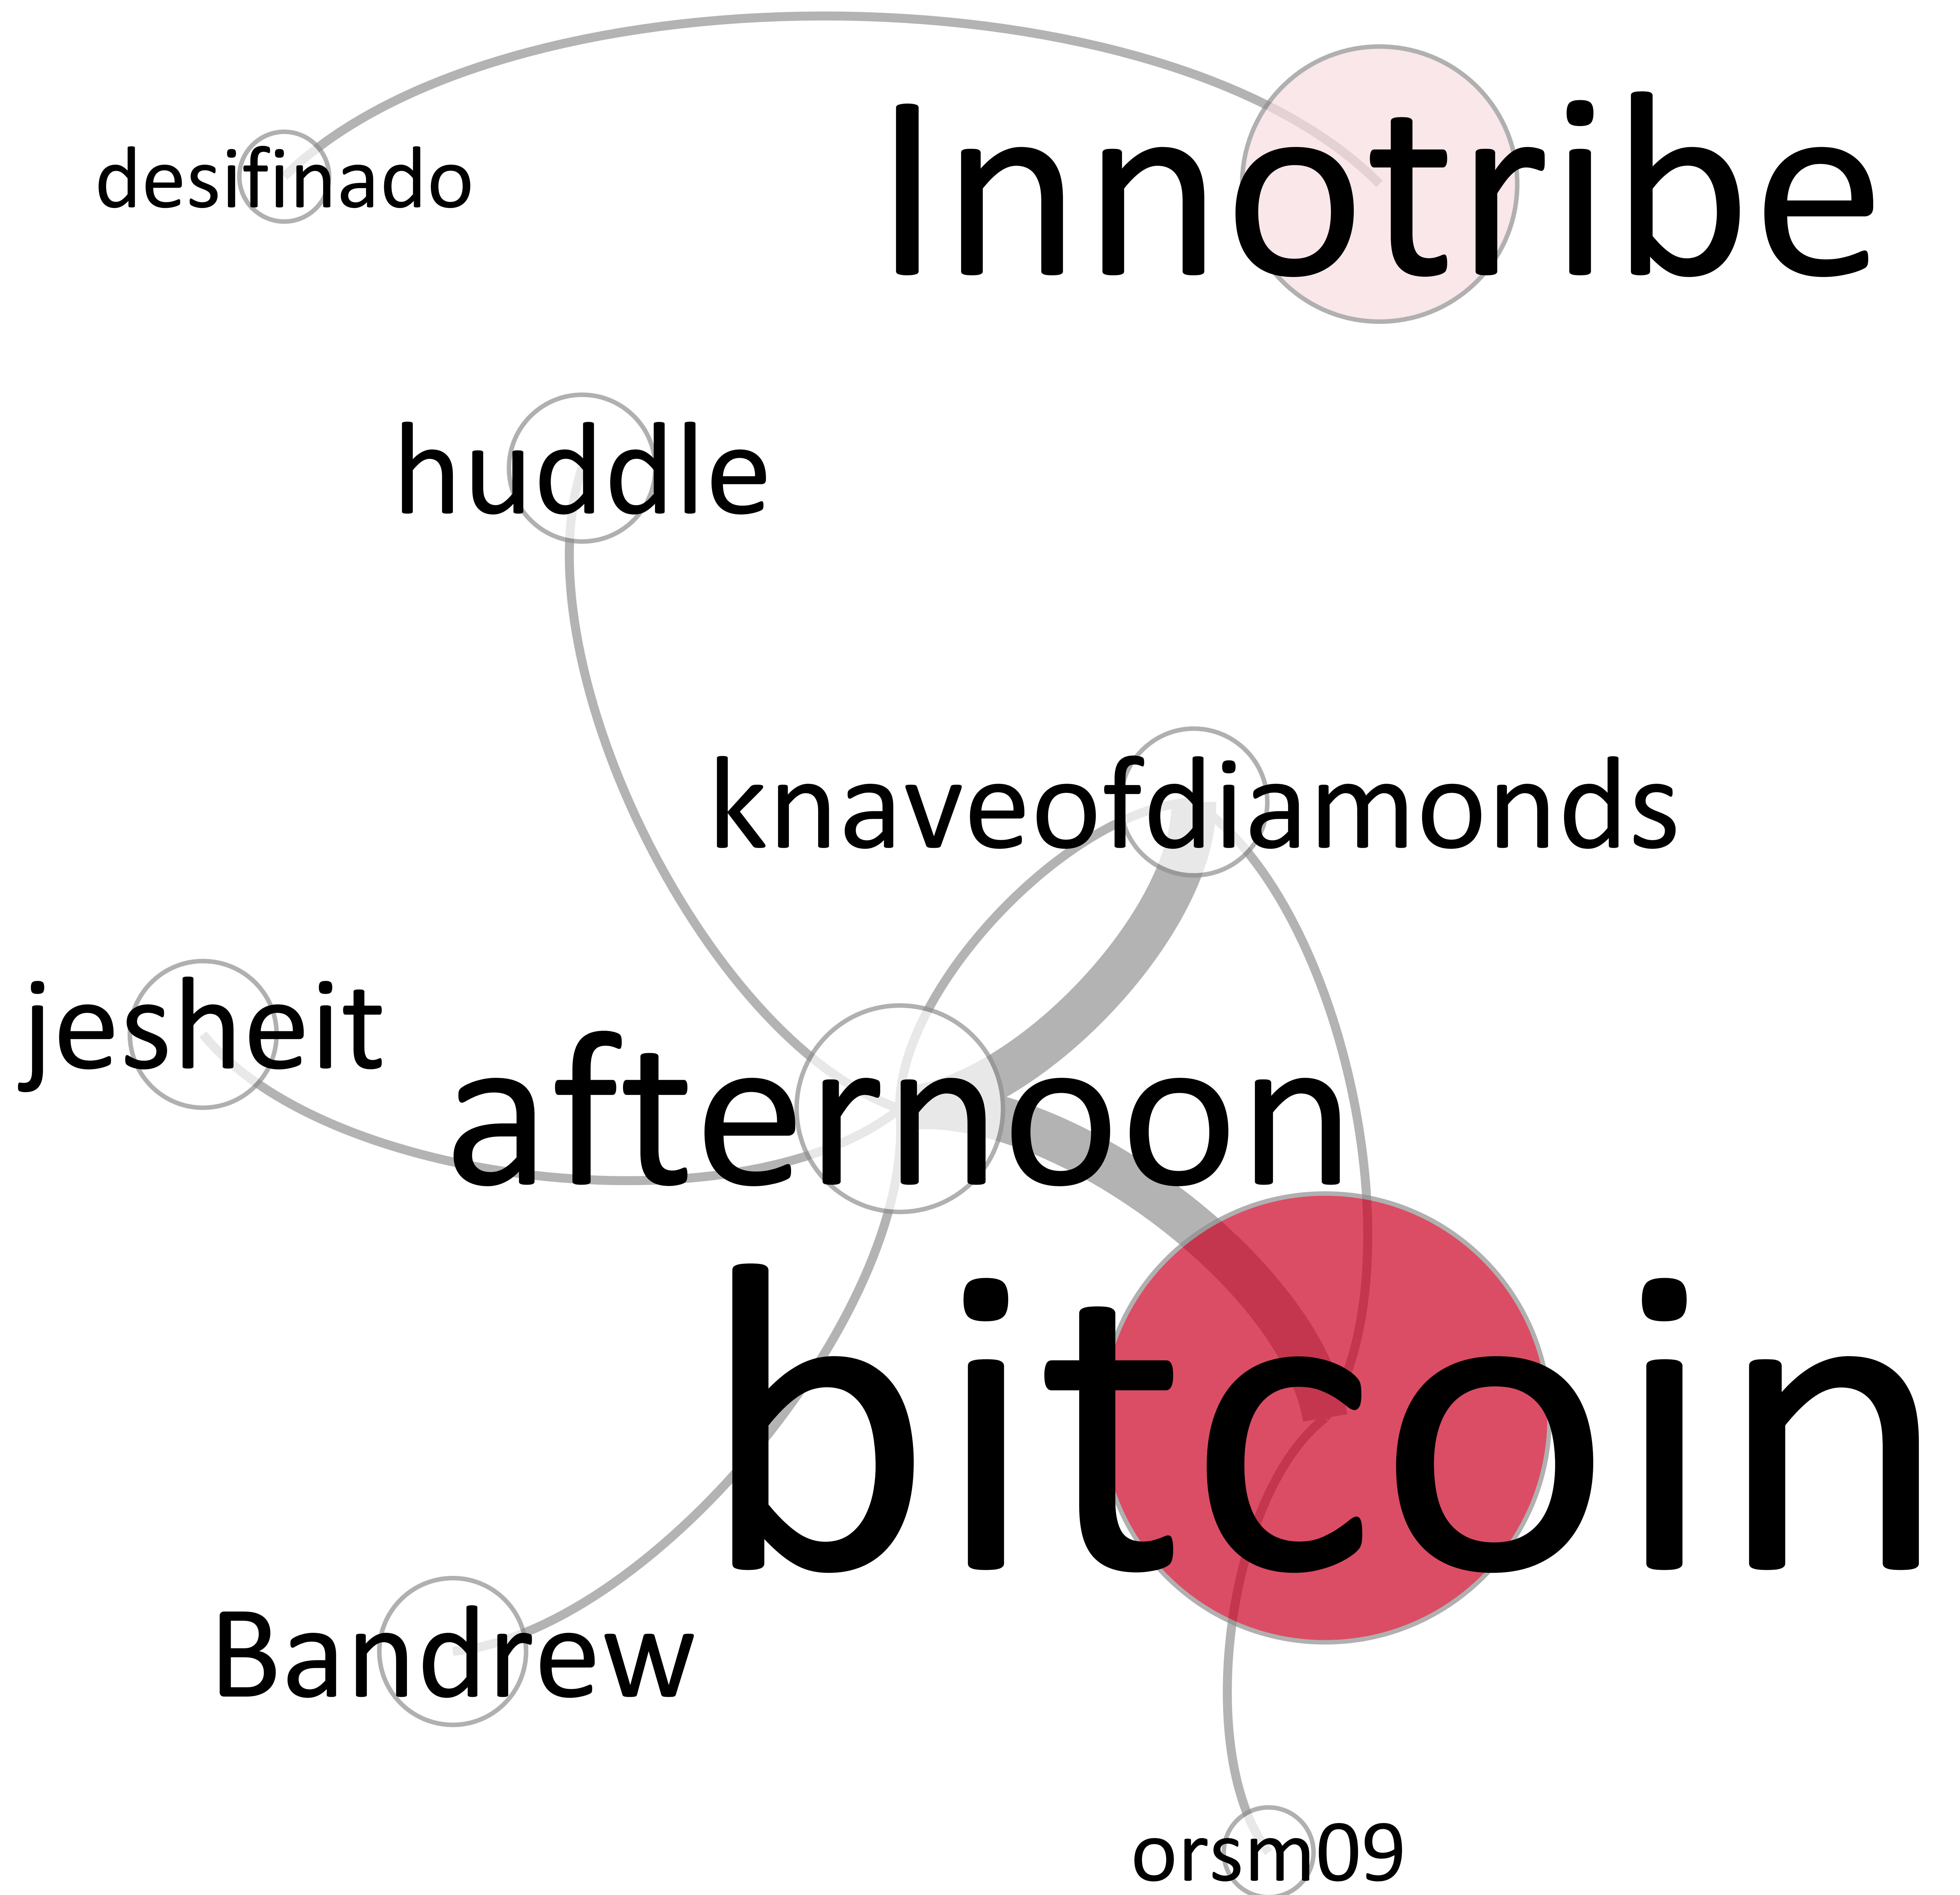 desifinado
Innotribe
huddle
knaveofdiamonds
jesheit
afternoon
bitcoin
Bandrew
orsm09